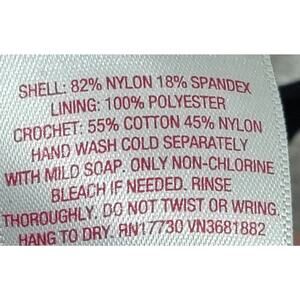 SHELL: 82% NYLON 18% SPANDEX
LINING: 100% POLYESTER
CROCHET: 55% COTTON 45% NYLON
HAND WASH COLD SEPARATELY
WITH MILD SOAP. ONLY NON-CHLORINE
BLEACH IF NEEDED. RINSE
THOROUGHLY. DO NOT TWIST OR WRING.
HANG TO DRY. RN17730 VN3681882